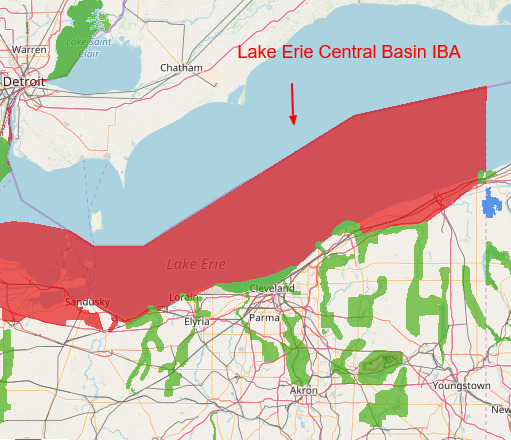 Lake Erie Central Basin IBA
Warren
Lake Saint
Clair
Chatham
Detroit
Lake Erie
Sandusky
Lorain
Cleveland
Elyria
Parma
Akron
Youngstown
New